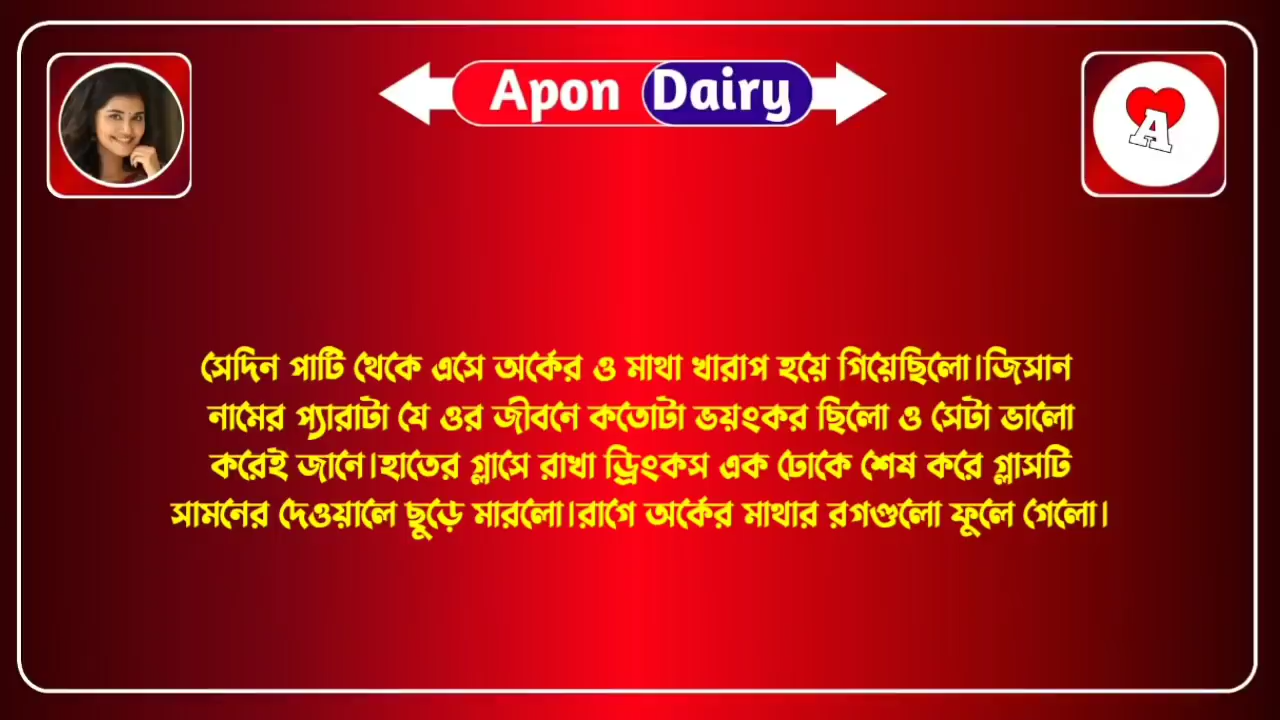 Apon Dairy
A
সেদিন পার্টি থেকে এসে অর্কের ও মাথা খারাপ হয়ে গিয়েছিলো।জিসান
নামের প্যারাটা যে ওর জীবনে কতোটা ভয়ংকর ছিলো ও সেটা ভালো
করেই জানে।হাতের গ্লাসে রাখা ড্রিংকস এক ঢোকে শেষ করে গ্লাসটি
সামনের দেওয়ালে ছুড়ে মারলো।রাগে অর্কের মাথার রগগুলো ফুলে গেলো।